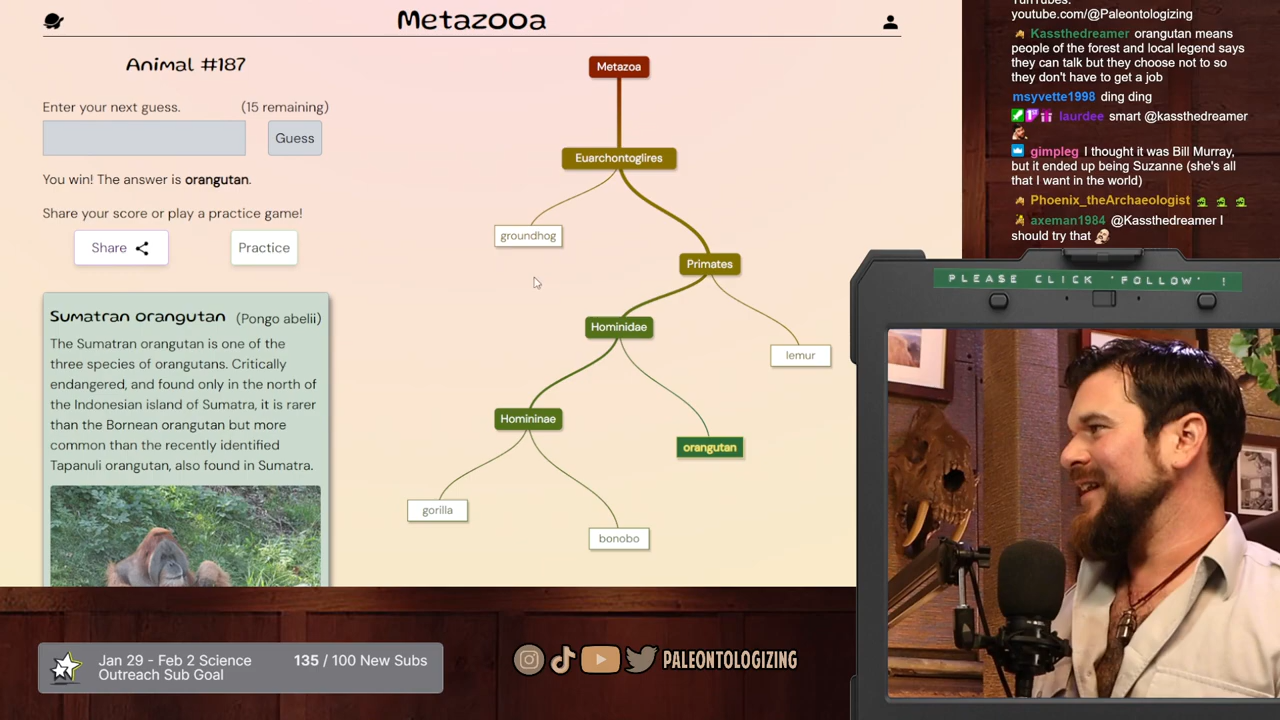 Metazooa
Animal #187
Enter your next guess. (15 remaining)
Guess
You win! The answer is orangutan.
Share your score or play a practice game!
Share
Practice
Sumatran orangutan (Pongo abelii)
The Sumatran orangutan is one of the
three species of orangutans. Critically
endangered, and found only in the north of
the Indonesian island of Sumatra, it is rarer
than the Bornean orangutan but more
common than the recently identified
Tapanuli orangutan, also found in Sumatra.
Metazoa
Euarchontoglires
groundhog
Primates
Hominidae
lemur
Homininae
orangutan
gorilla
bonobo
youtube.com/@Paleontologizing
Kassthedreamer orangutan means
people of the forest and local legend says
they can talk but they choose not to so
they don't have to get a job
msyvette1998 ding ding
laurdee smart @kassthedreamer
gimpleg I thought it was Bill Murray,
but it ended up being Suzanne (she's all
that I want in the world)
Phoenix_theArchaeologist
axeman1984 @Kassthedreamer I
should try that
PLEASE CLICK 'FOLLOW' !
Jan 29 - Feb 2 Science
Outreach Sub Goal
135 / 100 New Subs
PALEONTOLOGIZING